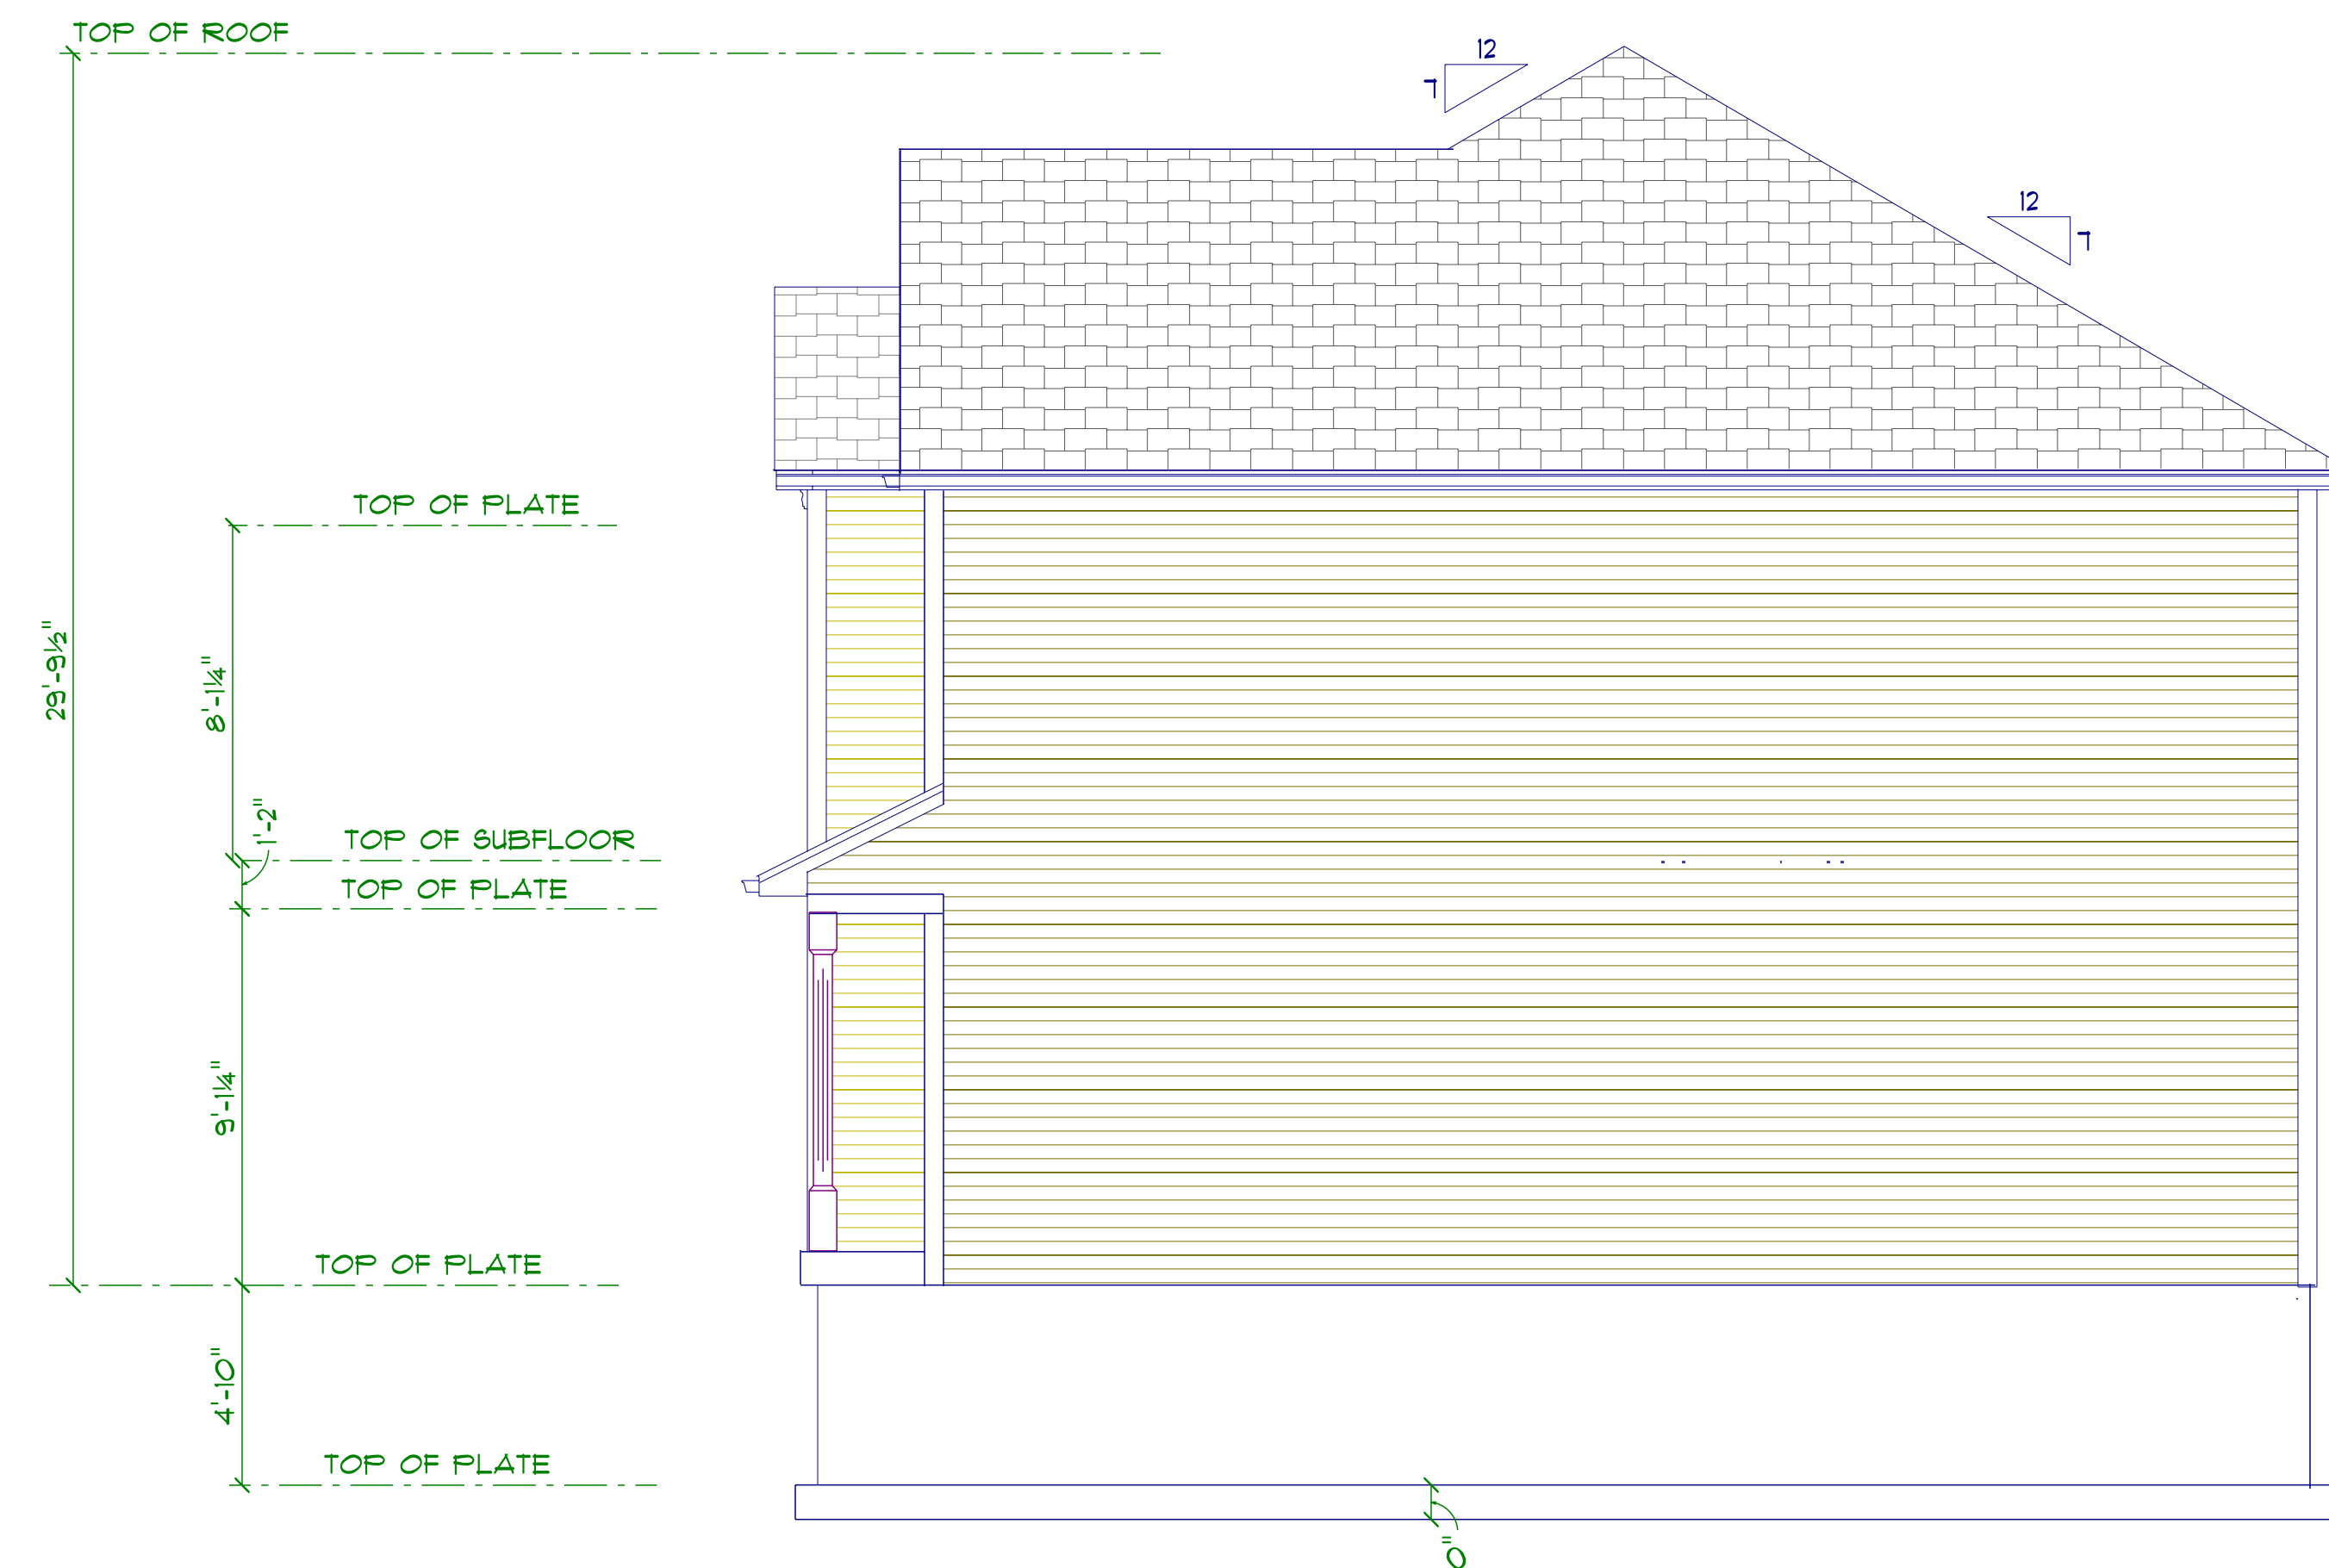 TOP OF ROOF
12
7
12
7
TOP OF PLATE
29'-9½"
8'-1¼"
1'-2"
TOP OF SUBFLOOR
TOP OF PLATE
9'-1¼"
TOP OF PLATE
4'-10"
TOP OF PLATE